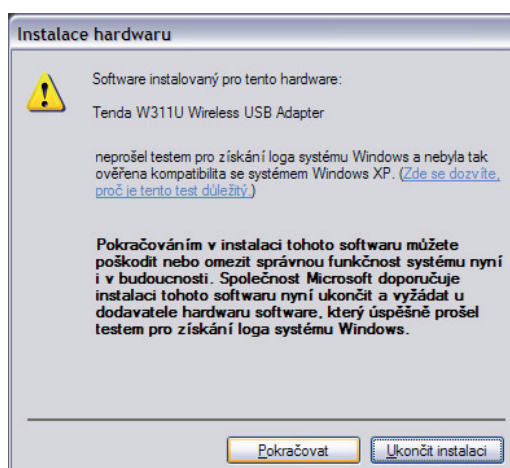 Instalace hardwaru
Software instalovaný pro tento hardware:
Tenda W311U Wireless USB Adapter
neprošel testem pro získání loga systému Windows a nebyla tak
ověřena kompatibilita se systémem Windows XP. (Zde se dozvíte,
proč je tento test důležitý.)
Pokračováním v instalaci tohoto softwaru můžete
poškodit nebo omezit správnou funkčnost systému nyní
i v budoucnosti. Společnost Microsoft doporučuje
instalaci tohoto softwaru nyní ukončit a vyžádat u
dodavatele hardwaru software, který úspěšně prošel
testem pro získání loga systému Windows.
Pokračovat Ukončit instalaci